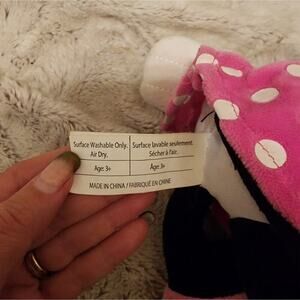 Surface Washable Only. Surface lavable seulement.
Air Dry. Sécher à l'air.
Age: 3+ Age: 3+
MADE IN CHINA / FABRIQUÉ EN CHINE